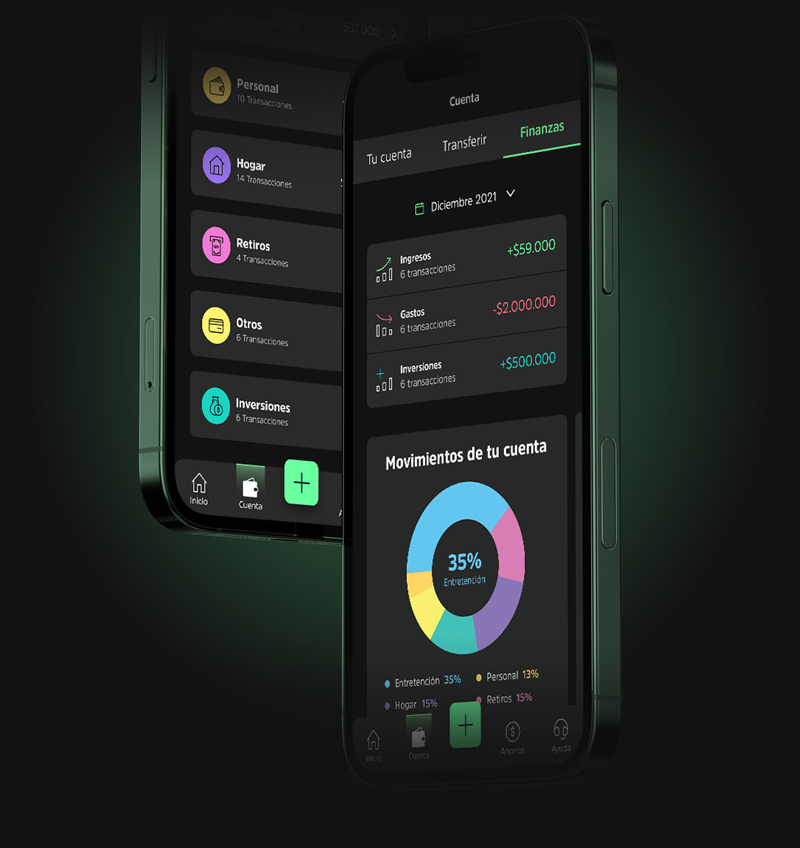 $37.000
Personal
10 Transacciones
Hogar
14 Transacciones
Retiros
4 Transacciones
Otros
6 Transacciones
Inversiones
6 Transacciones
Inicio
Cuenta
Cuenta
Tu cuenta
Transferir
Finanzas
Diciembre 2021
Ingresos
6 transacciones
+$59.000
Gastos
6 transacciones
-$2.000.000
Inversiones
6 transacciones
+$500.000
Movimientos de tu cuenta
35%
Entretención
Entretención 35%
Personal 13%
Hogar 15%
Retiros 15%
Inicio
Cuenta
Ahorros
Ayuda